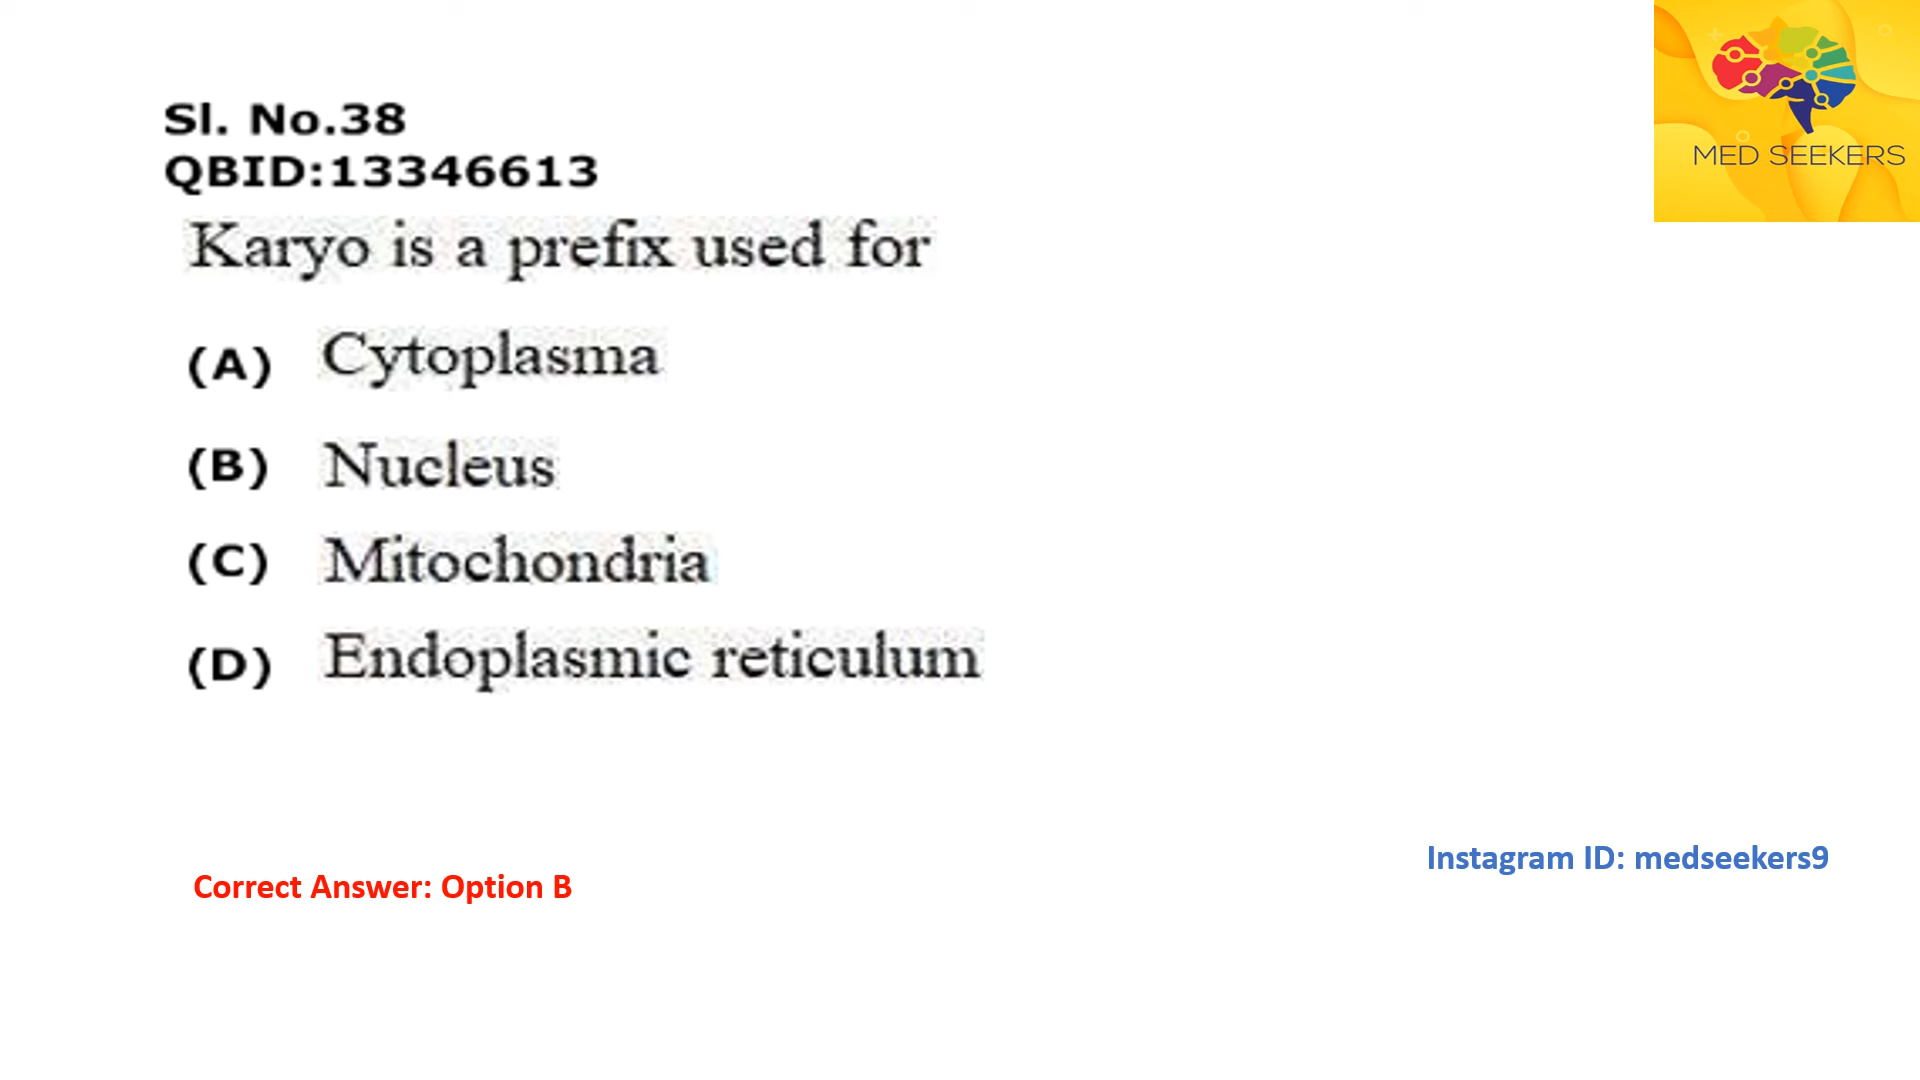 MED SEEKERS
Sl. No.38
QBID:13346613
Karyo is a prefix used for
(A) Cytoplasma
(B) Nucleus
(C) Mitochondria
(D) Endoplasmic reticulum
Instagram ID: medseekers9
Correct Answer: Option B